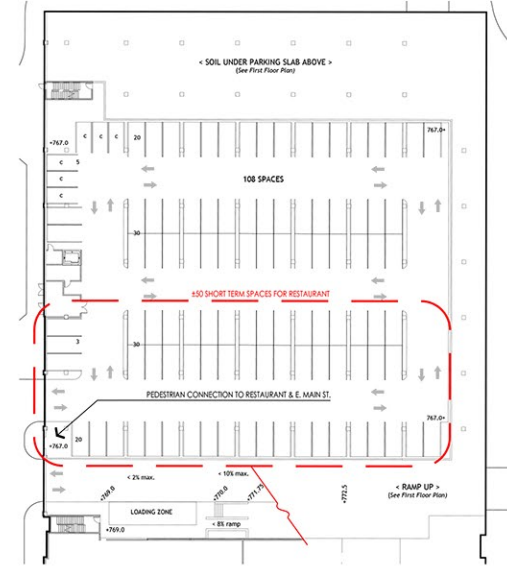 < SOIL UNDER PARKING SLAB ABOVE >
(See First Floor Plan)
+767.0
C
C
C
20
767.0+
C
5
C
C
108 SPACES
30
±50 SHORT TERM SPACES FOR RESTAURANT
3
30
PEDESTRIAN CONNECTION TO RESTAURANT & E. MAIN ST.
767.0+
+767.0
20
< 2% max.
< 10% max.
+769.0
+770.0
+771.75
+772.5
< RAMP UP >
(See First Floor Plan)
LOADING ZONE
< 8% ramp
+769.0